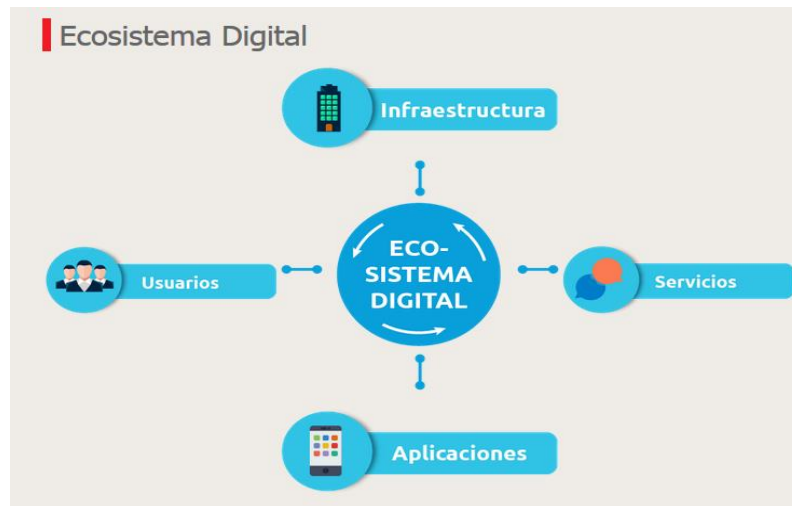 Ecosistema Digital
Infraestructura
ECO-
SISTEMA
DIGITAL
Usuarios
Servicios
Aplicaciones